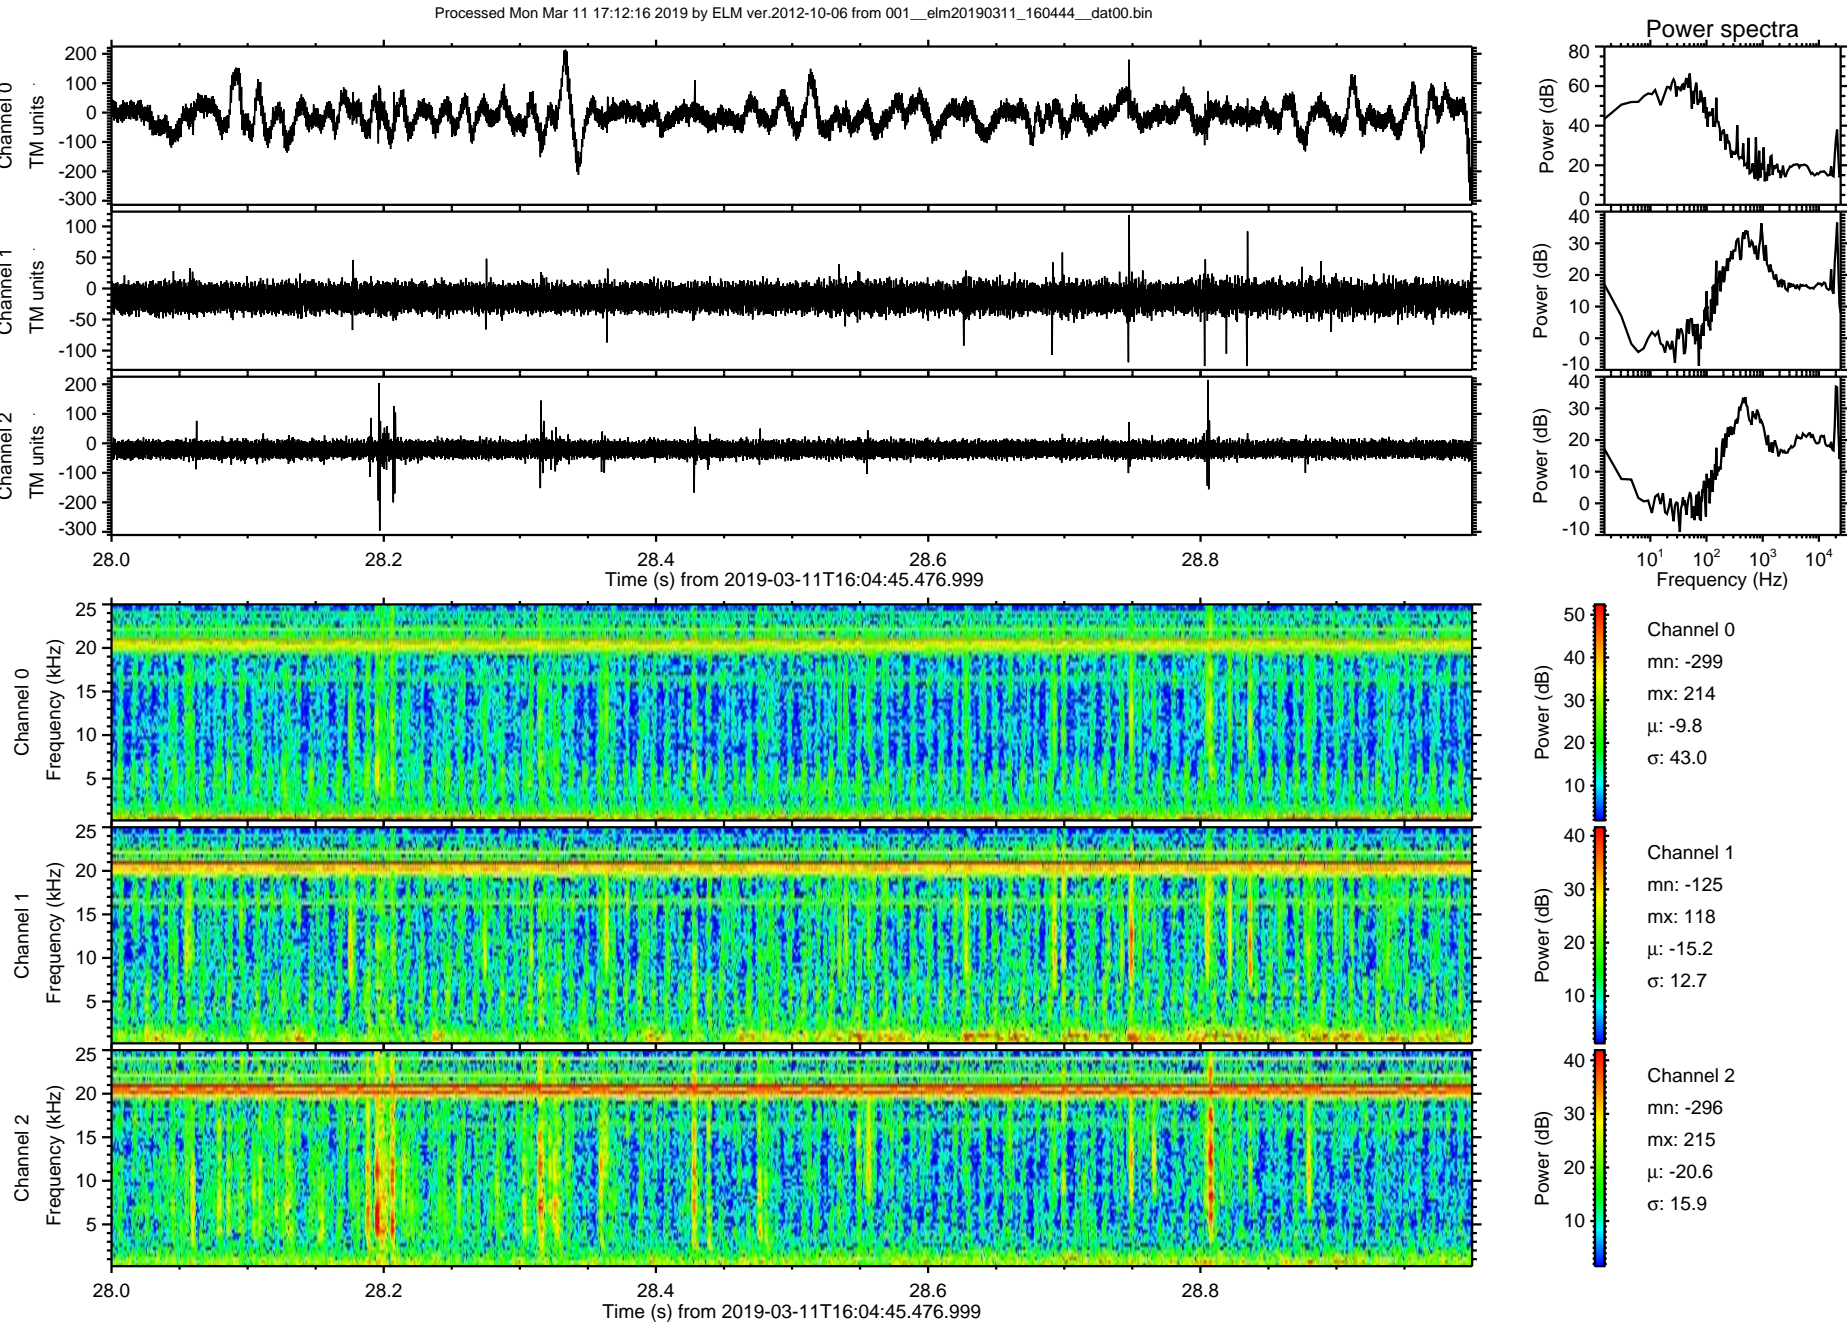 Processed Mon Mar 11 17:12:16 2019 by ELM ver.2012-10-06 from 001__elm20190311_160444__dat00.bin
Power spectra
Channel 0
TM units
200
100
0
-100
-200
-300
Power (dB)
80
60
40
20
0
Channel 1
TM units
100
50
0
-50
-100
Power (dB)
40
30
20
10
0
-10
Channel 2
TM units
200
100
0
-100
-200
-300
Power (dB)
40
30
20
10
0
-10
28.0 28.2 28.4 28.6 28.8
Time (s) from 2019-03-11T16:04:45.476.999
10¹ 10² 10³ 10⁴
Frequency (Hz)
Channel 0
Frequency (kHz)
25
20
15
10
5
Power (dB)
50
40
30
20
10
Channel 0
mn: -299
mx: 214
μ: -9.8
σ: 43.0
Channel 1
Frequency (kHz)
25
20
15
10
5
Power (dB)
40
30
20
10
Channel 1
mn: -125
mx: 118
μ: -15.2
σ: 12.7
Channel 2
Frequency (kHz)
25
20
15
10
5
Power (dB)
40
30
20
10
Channel 2
mn: -296
mx: 215
μ: -20.6
σ: 15.9
28.0 28.2 28.4 28.6 28.8
Time (s) from 2019-03-11T16:04:45.476.999